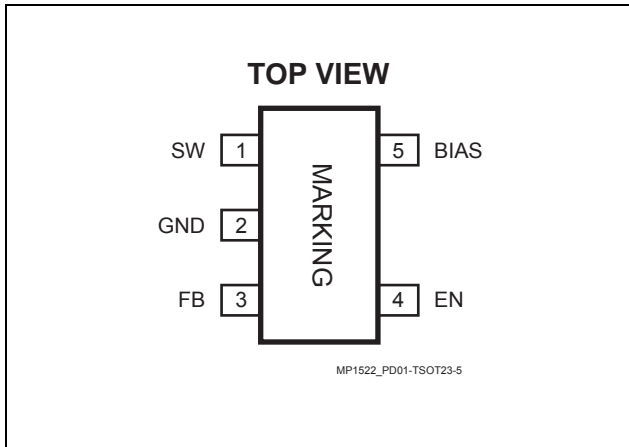 TOP VIEW
SW 1 5 BIAS
MARKING
GND 2
FB 3 4 EN
MP1522_PD01-TSOT23-5